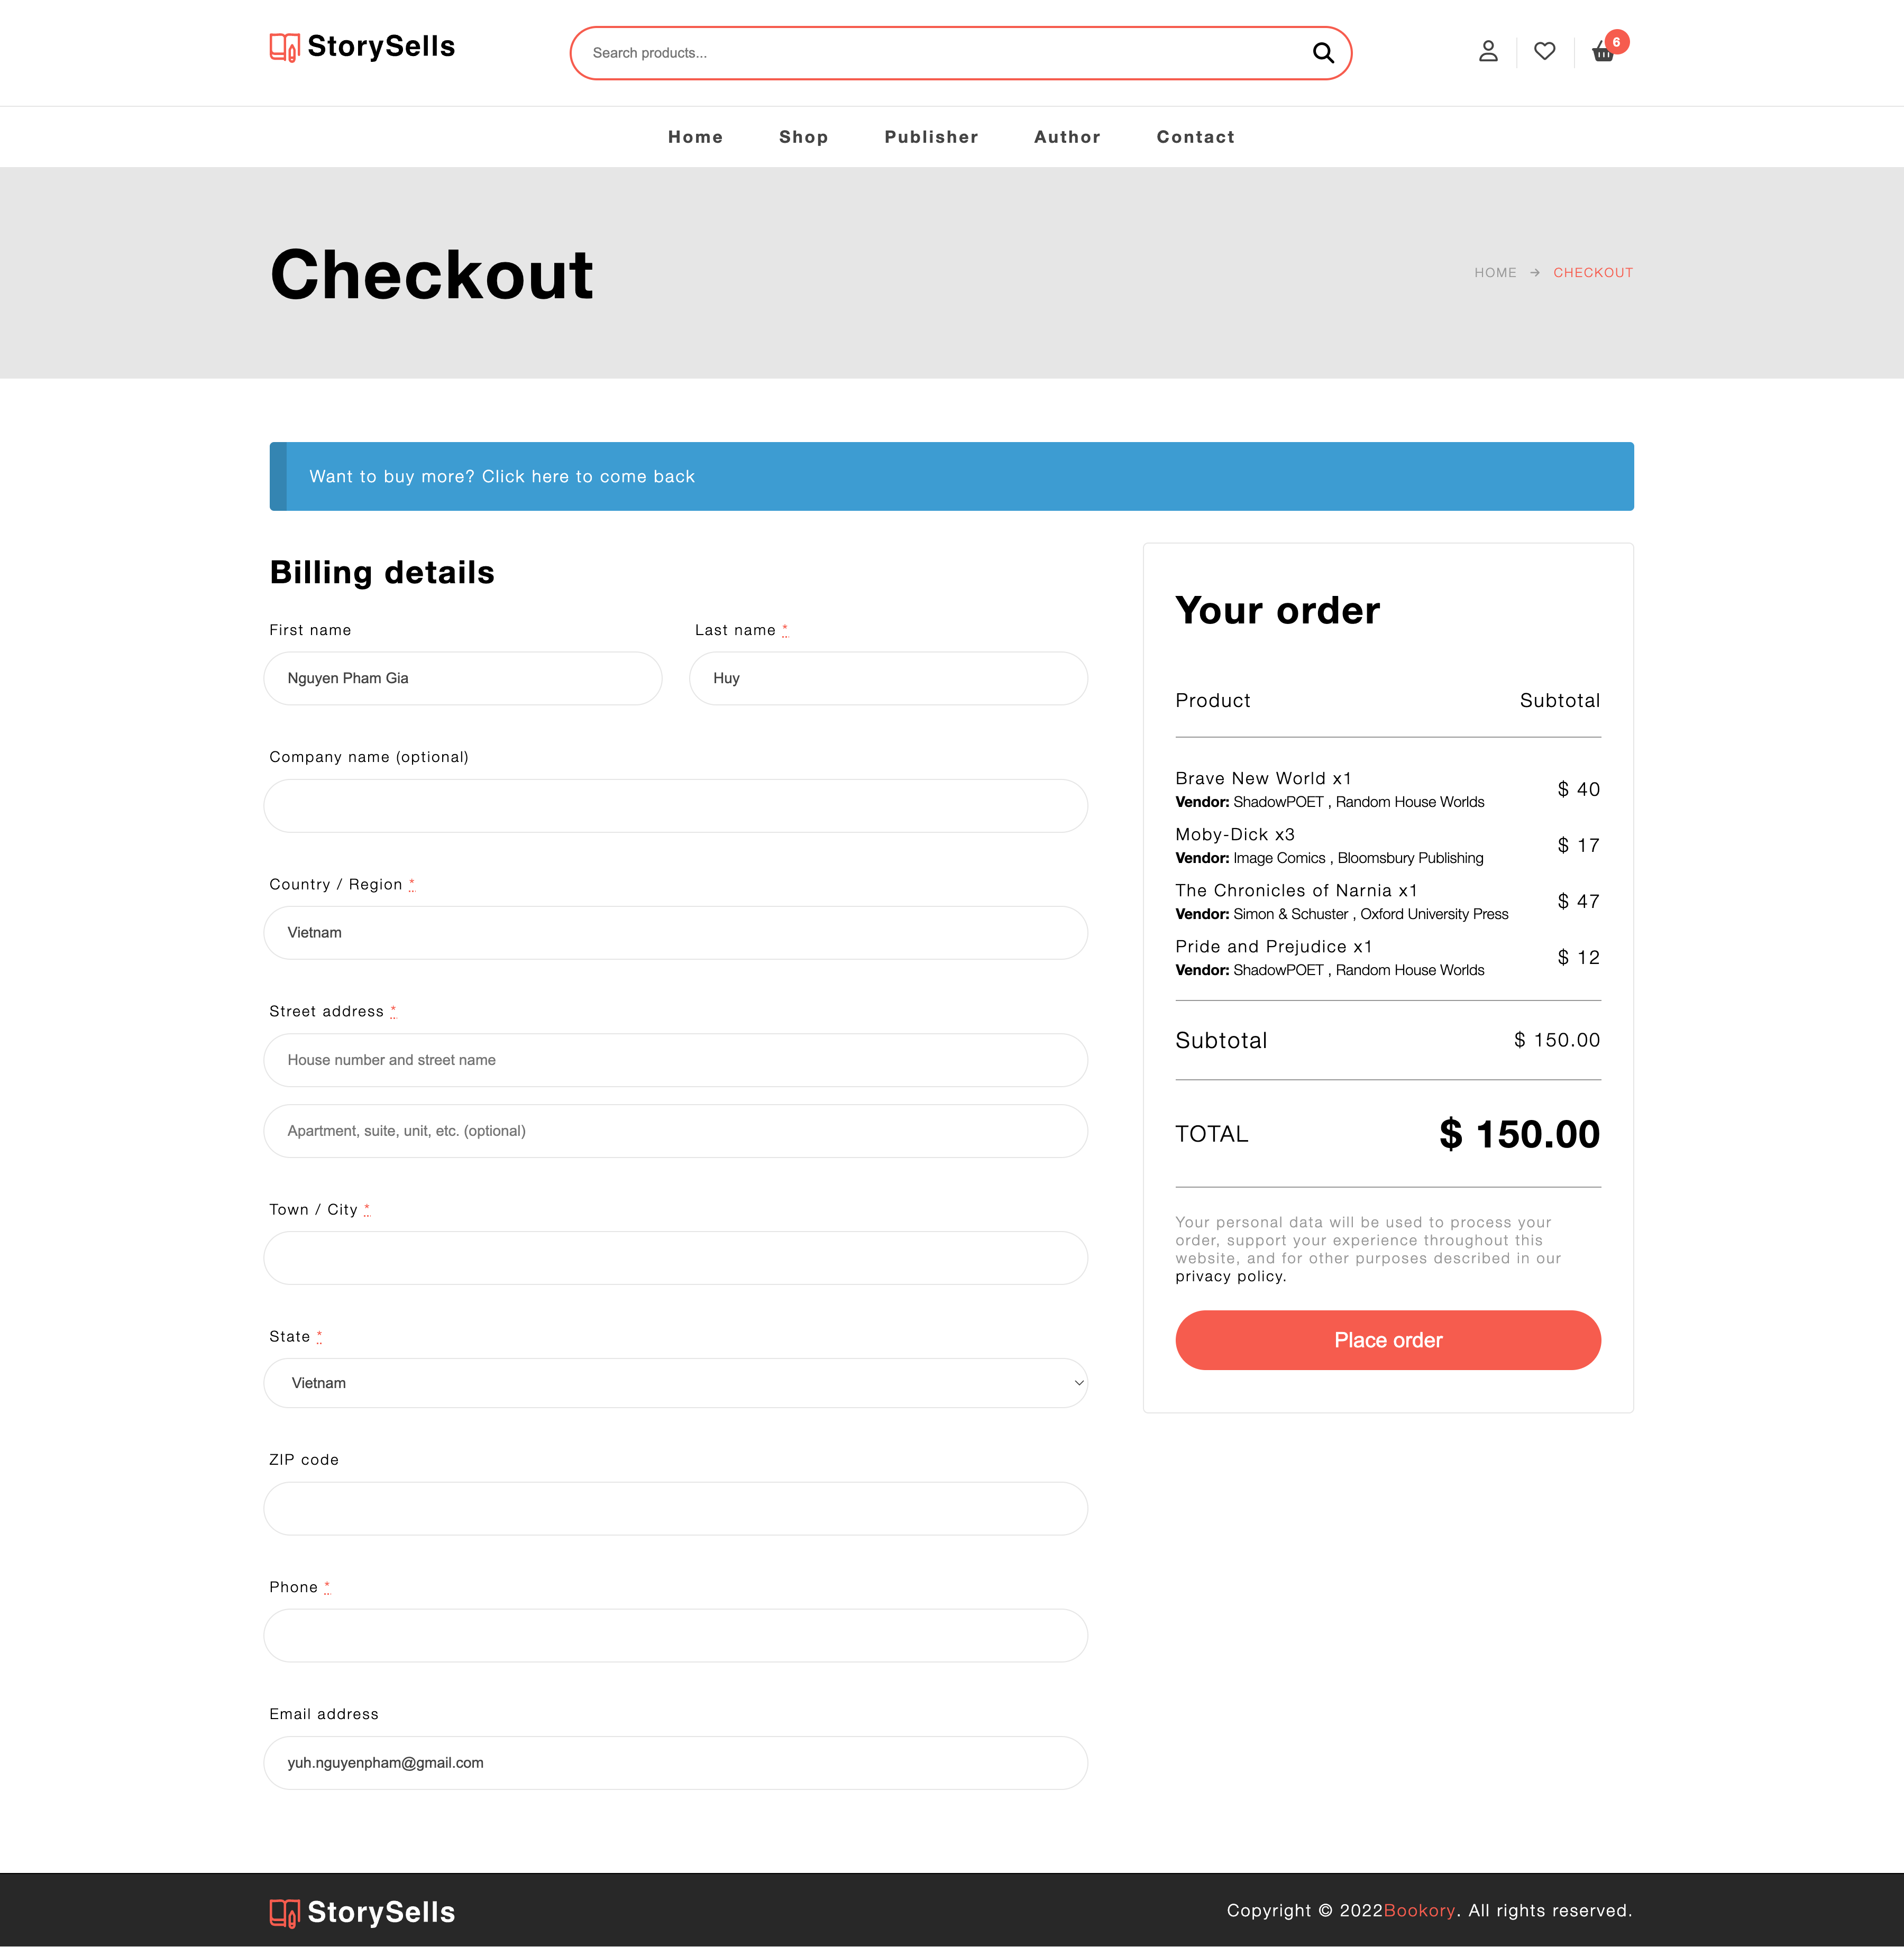 StorySells
Search products...
6
Home Shop Publisher Author Contact
Checkout
HOME → CHECKOUT
Want to buy more? Click here to come back
Billing details
First name
Last name *
Nguyen Pham Gia
Huy
Company name (optional)
Country / Region *
Vietnam
Street address *
House number and street name
Apartment, suite, unit, etc. (optional)
Town / City *
State *
Vietnam
ZIP code
Phone *
Email address
yuh.nguyenpham@gmail.com
Your order
Product Subtotal
Brave New World x1
Vendor: ShadowPOET , Random House Worlds
$ 40
Moby-Dick x3
Vendor: Image Comics , Bloomsbury Publishing
$ 17
The Chronicles of Narnia x1
Vendor: Simon & Schuster , Oxford University Press
$ 47
Pride and Prejudice x1
Vendor: ShadowPOET , Random House Worlds
$ 12
Subtotal $ 150.00
TOTAL $ 150.00
Your personal data will be used to process your
order, support your experience throughout this
website, and for other purposes described in our
privacy policy.
Place order
StorySells
Copyright © 2022Bookory. All rights reserved.